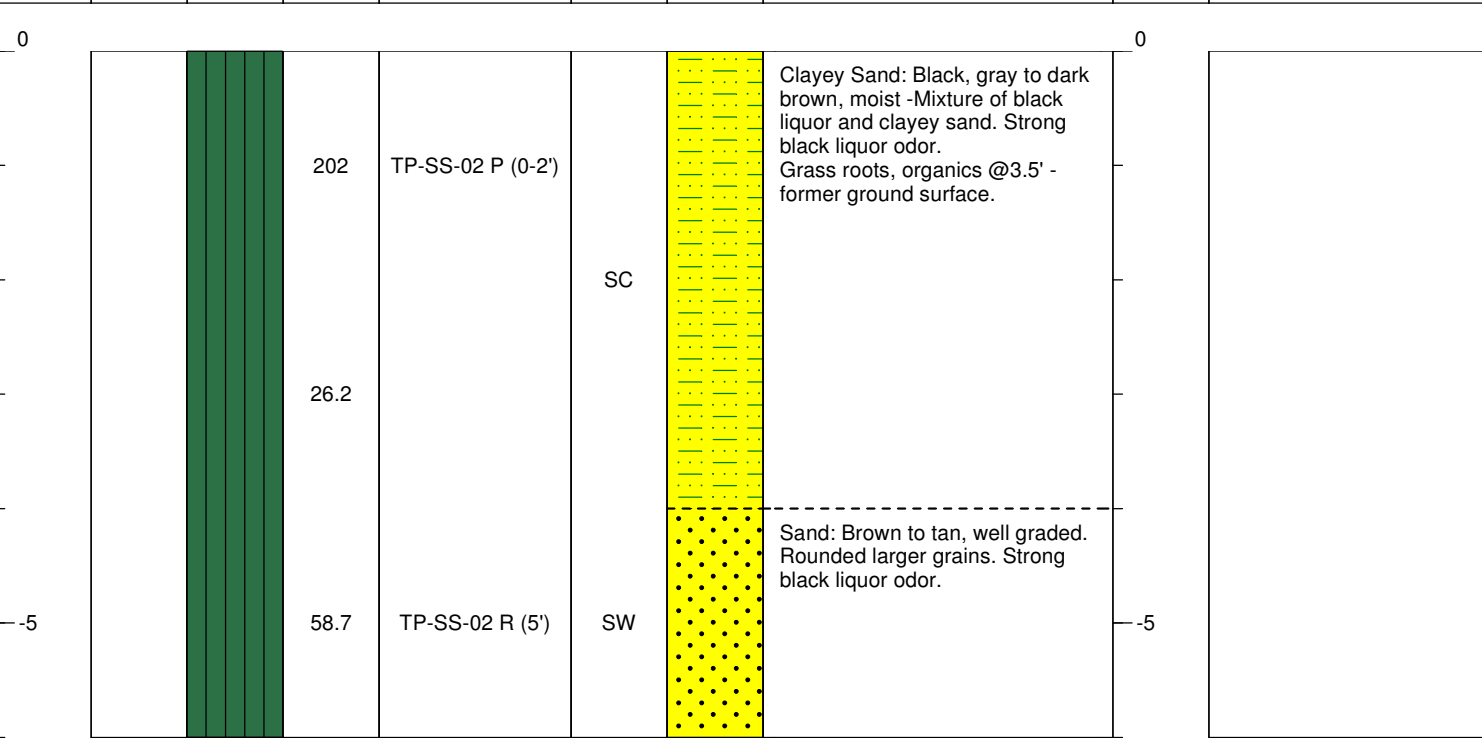 0
0
Clayey Sand: Black, gray to dark
brown, moist -Mixture of black
liquor and clayey sand. Strong
black liquor odor.
Grass roots, organics @3.5' -
former ground surface.
202
TP-SS-02 P (0-2')
SC
26.2
Sand: Brown to tan, well graded.
Rounded larger grains. Strong
black liquor odor.
-5
58.7
TP-SS-02 R (5')
SW
-5